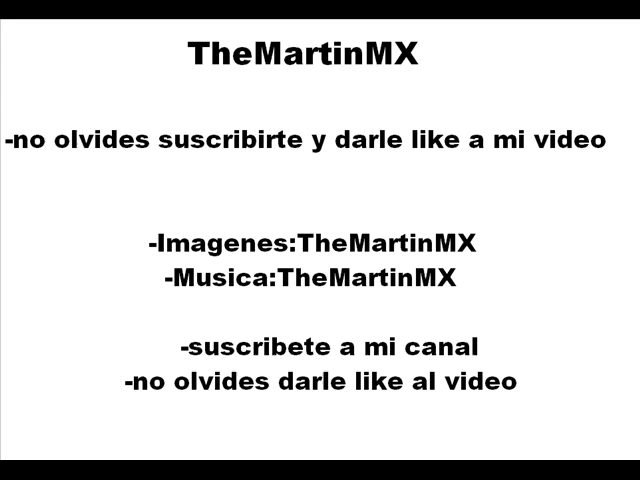 TheMartinMX
-no olvides suscribirte y darle like a mi video
-Imagenes:TheMartinMX
-Musica:TheMartinMX
-suscribete a mi canal
-no olvides darle like al video